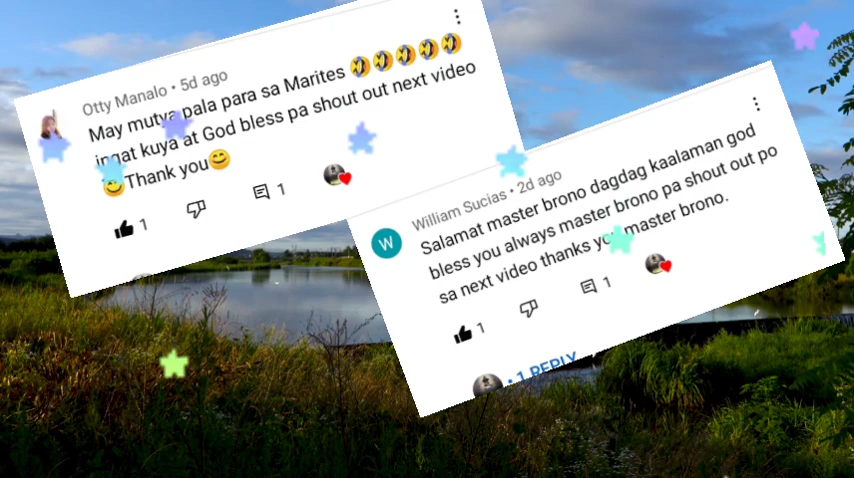 Otty Manalo • 5d ago
May mutya pala para sa Marites 🤣🤣🤣🤣🤣
ingat kuya at God bless pa shout out next video
😊Thank you😊
1
1
William Sucias • 2d ago
Salamat master brono dagdag kaalaman god
bless you always master brono pa shout out po
sa next video thanks you master brono.
1
1
W
• 1 REPLY